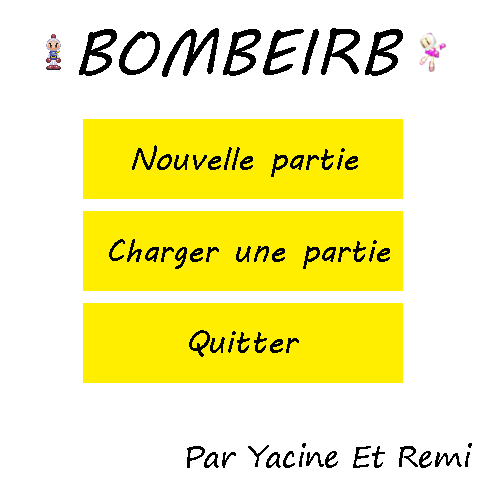 BOMBEIRB
Nouvelle partie
Charger une partie
Quitter
Par Yacine Et Remi